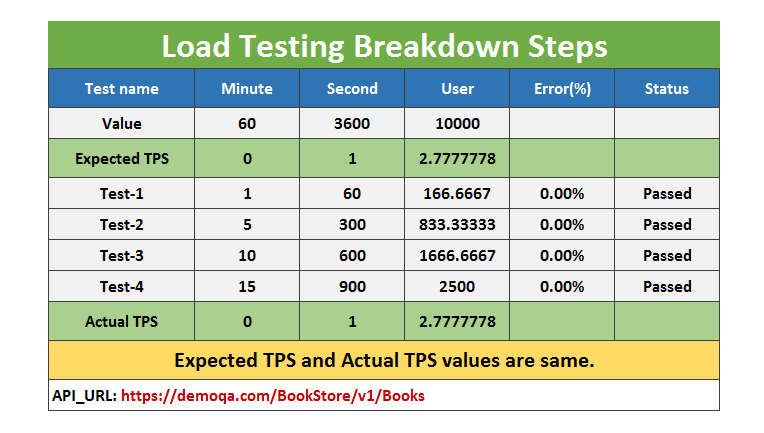 Load Testing Breakdown Steps
Test name Minute Second User Error(%) Status
Value 60 3600 10000
Expected TPS 0 1 2.7777778
Test-1 1 60 166.6667 0.00% Passed
Test-2 5 300 833.33333 0.00% Passed
Test-3 10 600 1666.6667 0.00% Passed
Test-4 15 900 2500 0.00% Passed
Actual TPS 0 1 2.7777778
Expected TPS and Actual TPS values are same.
API_URL: https://demoqa.com/BookStore/v1/Books